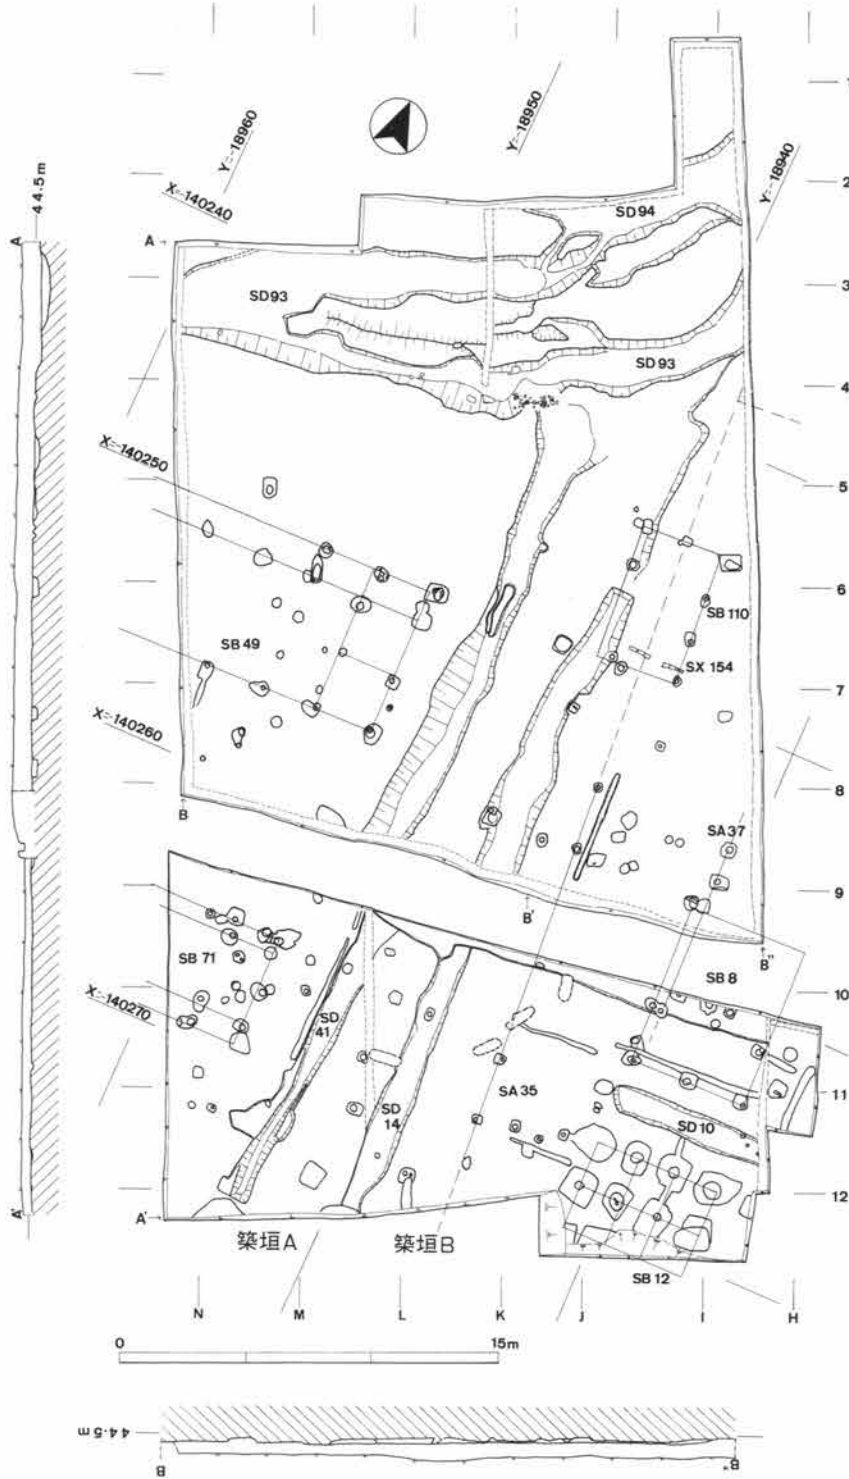 1
Y=-18960
Y=-18950
Y=-18940
2
44.5m
X=-140240
SD94
A
A
3
SD93
SD93
4
X=-140250
5
6
SB110
SB49
SX154
7
X=-140260
8
B
SA37
9
B'
B"
SB71
SB8
10
X=-140270
SD
41
SA35
11
SD
14
SD10
12
A'
A'
築垣A
築垣B
SB12
N
M
L
K
J
I
H
0
15m
44.5m
B
B"